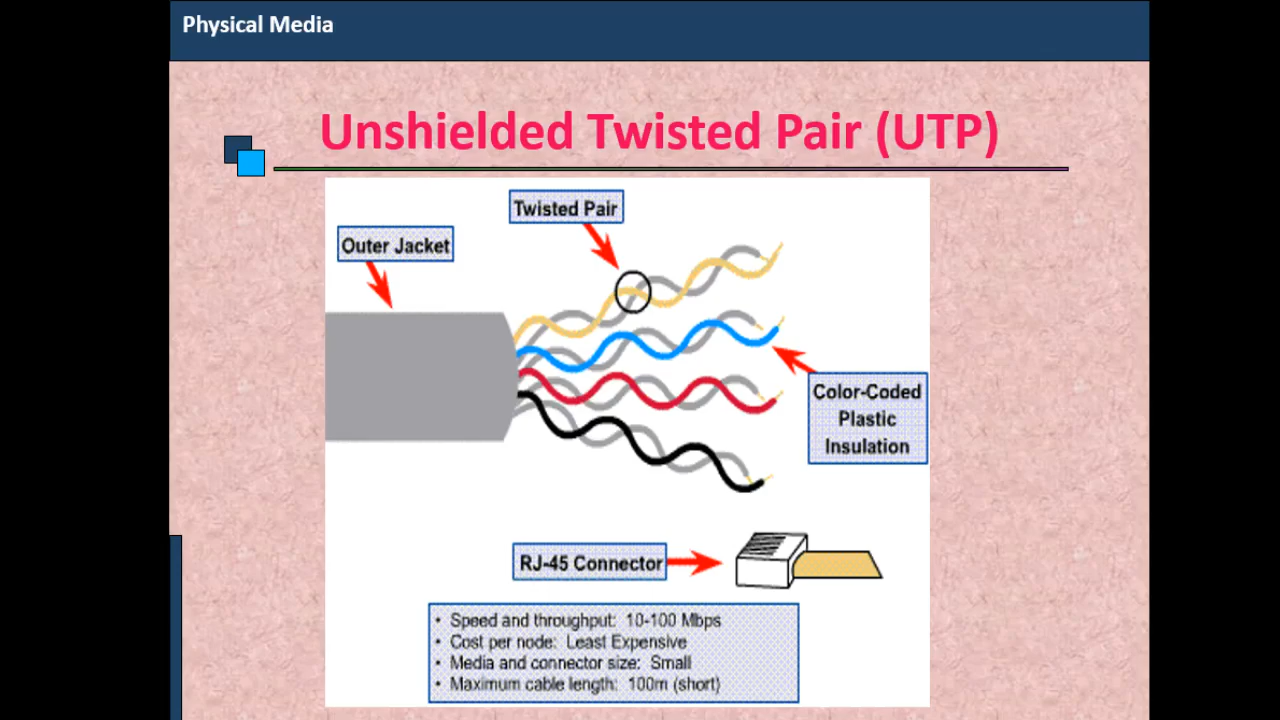 Physical Media
Unshielded Twisted Pair (UTP)
Twisted Pair
Outer Jacket
Color-Coded
Plastic
Insulation
RJ-45 Connector
• Speed and throughput: 10-100 Mbps
• Cost per node: Least Expensive
• Media and connector size: Small
• Maximum cable length: 100m (short)